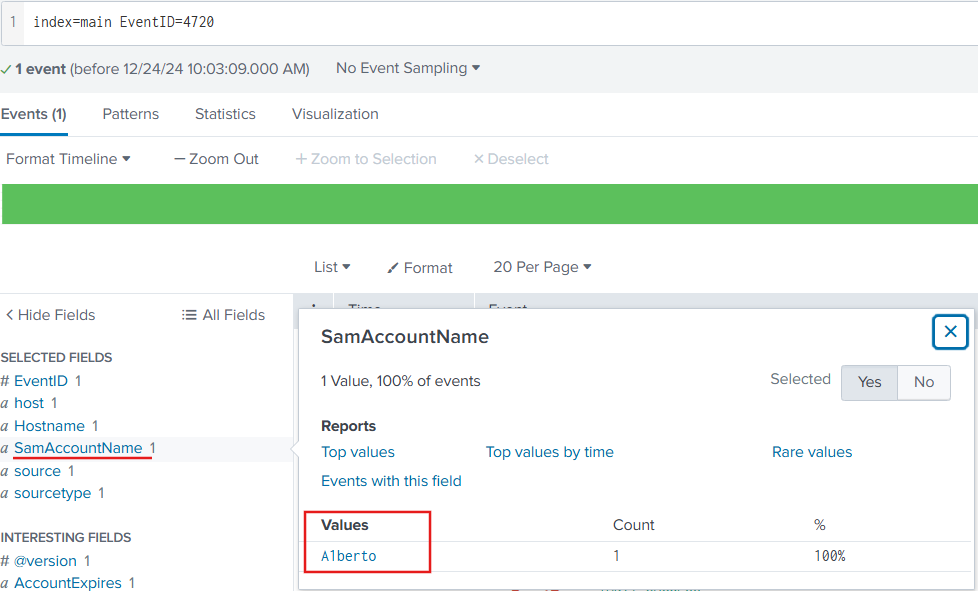 1 index=main EventID=4720
✓ 1 event (before 12/24/24 10:03:09.000 AM) No Event Sampling ▾
Events (1) Patterns Statistics Visualization
Format Timeline ▾ — Zoom Out + Zoom to Selection × Deselect
List ▾ Format 20 Per Page ▾
< Hide Fields All Fields
i Time Event
SELECTED FIELDS
# EventID 1
a host 1
a Hostname 1
a SamAccountName 1
a source 1
a sourcetype 1
INTERESTING FIELDS
# @version 1
a AccountExpires 1
SamAccountName
1 Value, 100% of events Selected Yes No
Reports
Top values Top values by time Rare values
Events with this field
Values Count %
A1berto 1 100%